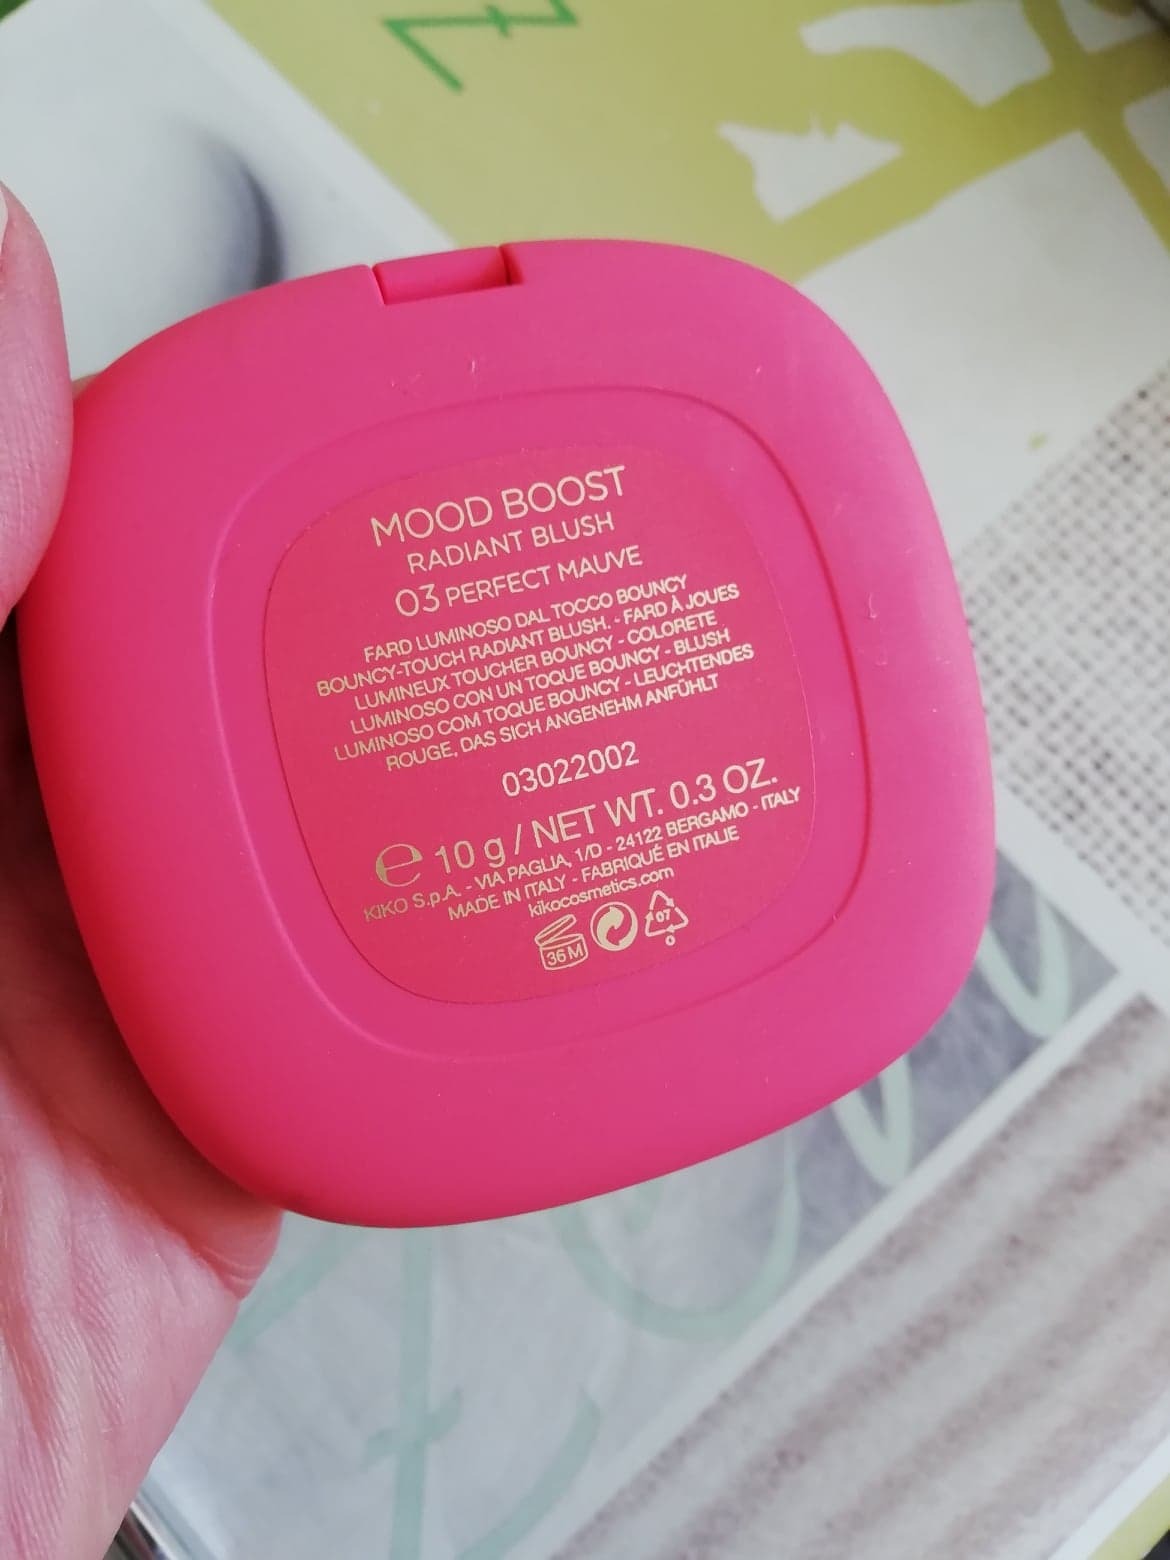 MOOD BOOST
RADIANT BLUSH
03 PERFECT MAUVE
FARD LUMINOSO DAL TOCCO BOUNCY
BOUNCY-TOUCH RADIANT BLUSH. - FARD À JOUES
LUMINEUX TOUCHER BOUNCY - COLORETE
LUMINOSO CON UN TOQUE BOUNCY - BLUSH
LUMINOSO COM TOQUE BOUNCY - LEUCHTENDES
ROUGE, DAS SICH ANGENEHM ANFÜHLT
03022002
e 10 g / NET WT. 0.3 OZ.
KIKO S.p.A. - VIA PAGLIA, 1/D - 24122 BERGAMO - ITALY
MADE IN ITALY - FABRIQUÉ EN ITALIE
kikocosmetics.com
36 M 07
O